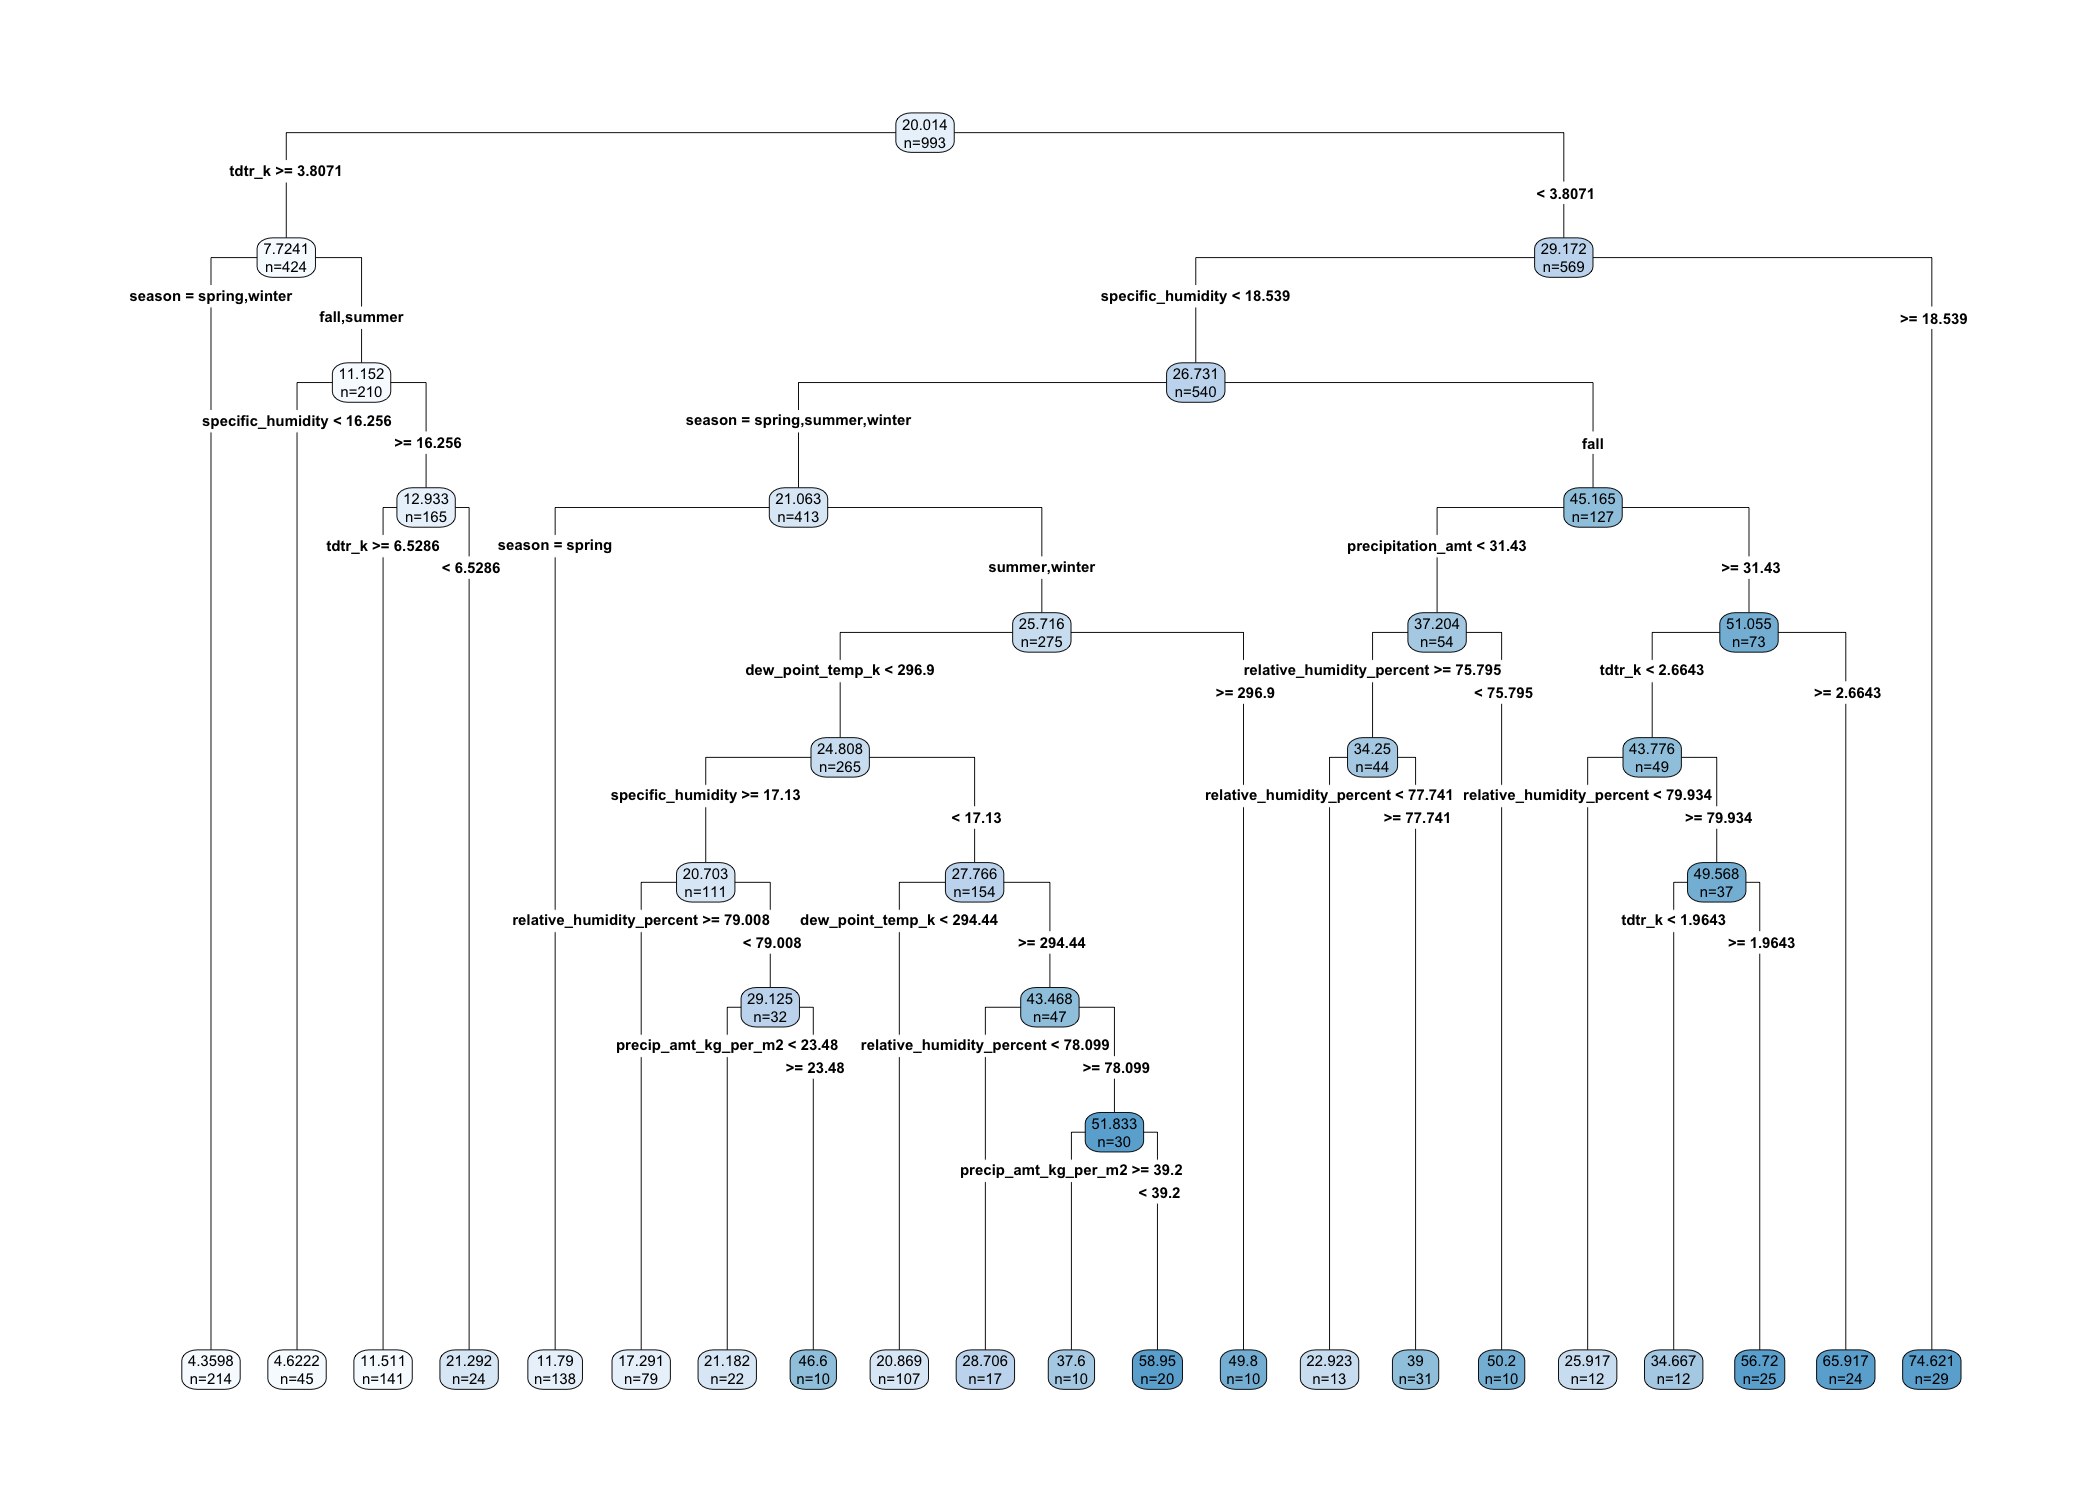 20.014
n=993
tdtr_k >= 3.8071
< 3.8071
7.7241
n=424
29.172
n=569
season = spring,winter
fall,summer
specific_humidity < 18.539
>= 18.539
11.152
n=210
26.731
n=540
specific_humidity < 16.256
>= 16.256
season = spring,summer,winter
fall
12.933
n=165
21.063
n=413
45.165
n=127
tdtr_k >= 6.5286
< 6.5286
season = spring
summer,winter
precipitation_amt < 31.43
>= 31.43
25.716
n=275
37.204
n=54
51.055
n=73
dew_point_temp_k < 296.9
>= 296.9
relative_humidity_percent >= 75.795
< 75.795
tdtr_k < 2.6643
>= 2.6643
24.808
n=265
34.25
n=44
43.776
n=49
specific_humidity >= 17.13
< 17.13
relative_humidity_percent < 77.741
>= 77.741
relative_humidity_percent < 79.934
>= 79.934
20.703
n=111
27.766
n=154
49.568
n=37
relative_humidity_percent >= 79.008
< 79.008
dew_point_temp_k < 294.44
>= 294.44
tdtr_k < 1.9643
>= 1.9643
29.125
n=32
43.468
n=47
precip_amt_kg_per_m2 < 23.48
>= 23.48
relative_humidity_percent < 78.099
>= 78.099
51.833
n=30
precip_amt_kg_per_m2 >= 39.2
< 39.2
4.3598
n=214
4.6222
n=45
11.511
n=141
21.292
n=24
11.79
n=138
17.291
n=79
21.182
n=22
46.6
n=10
20.869
n=107
28.706
n=17
37.6
n=10
58.95
n=20
49.8
n=10
22.923
n=13
39
n=31
50.2
n=10
25.917
n=12
34.667
n=12
56.72
n=25
65.917
n=24
74.621
n=29